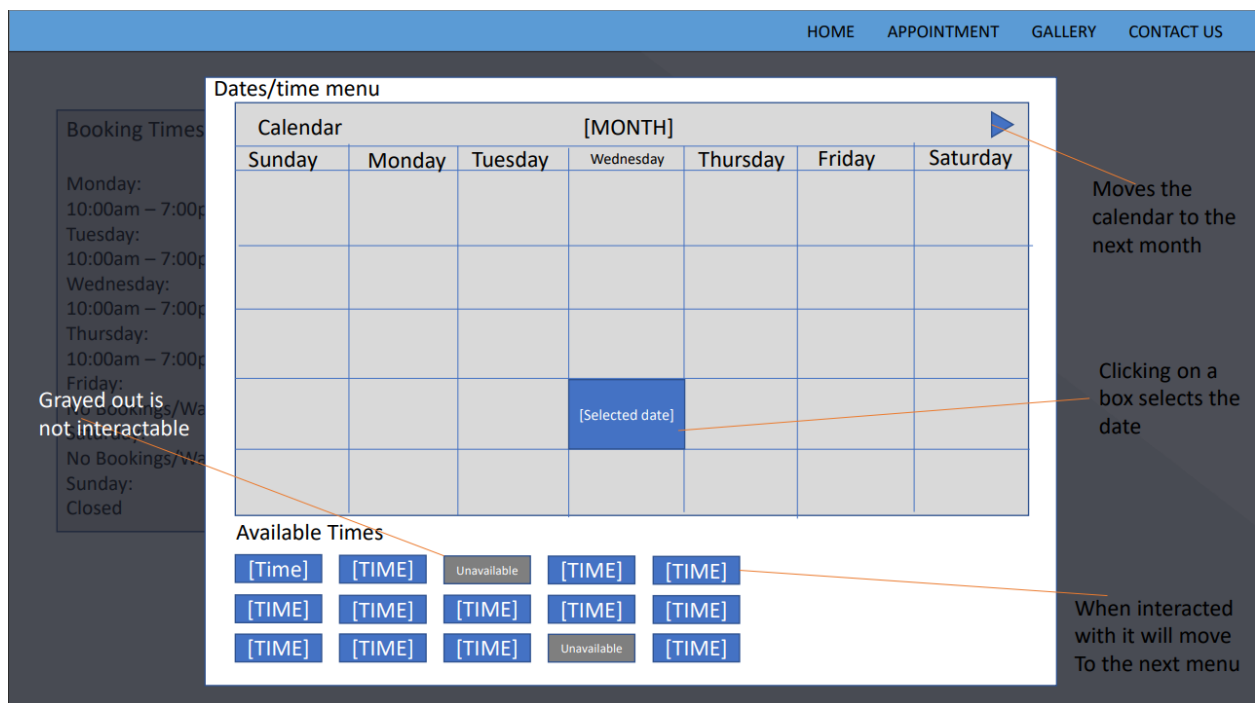 HOME APPOINTMENT GALLERY CONTACT US
Dates/time menu
Calendar [MONTH]
Sunday Monday Tuesday Wednesday Thursday Friday Saturday
[Selected date]
Available Times
[Time] [TIME] Unavailable [TIME] [TIME]
[TIME] [TIME] [TIME] [TIME] [TIME]
[TIME] [TIME] [TIME] Unavailable [TIME]
Booking Times
Monday:
10:00am – 7:00p
Tuesday:
10:00am – 7:00p
Wednesday:
10:00am – 7:00p
Thursday:
10:00am – 7:00p
Friday:
No Bookings/Wa
Saturday:
No Bookings/Wa
Sunday:
Closed
Grayed out is
not interactable
Moves the
calendar to the
next month
Clicking on a
box selects the
date
When interacted
with it will move
To the next menu